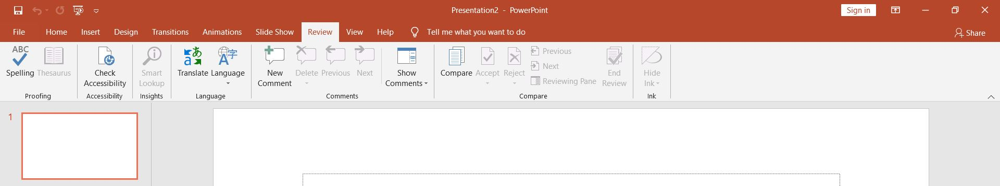 Presentation2 - PowerPoint
Sign in
File Home Insert Design Transitions Animations Slide Show Review View Help Tell me what you want to do Share
ABC
Spelling
Thesaurus
Proofing
Check
Accessibility
Accessibility
Smart
Lookup
Insights
a あ
Translate
A 字
Language
Language
New
Comment
Delete
Previous
Next
Show
Comments
Comments
Compare
Accept
Reject
Previous
Next
Reviewing Pane
End
Review
Compare
Hide
Ink
Ink
1